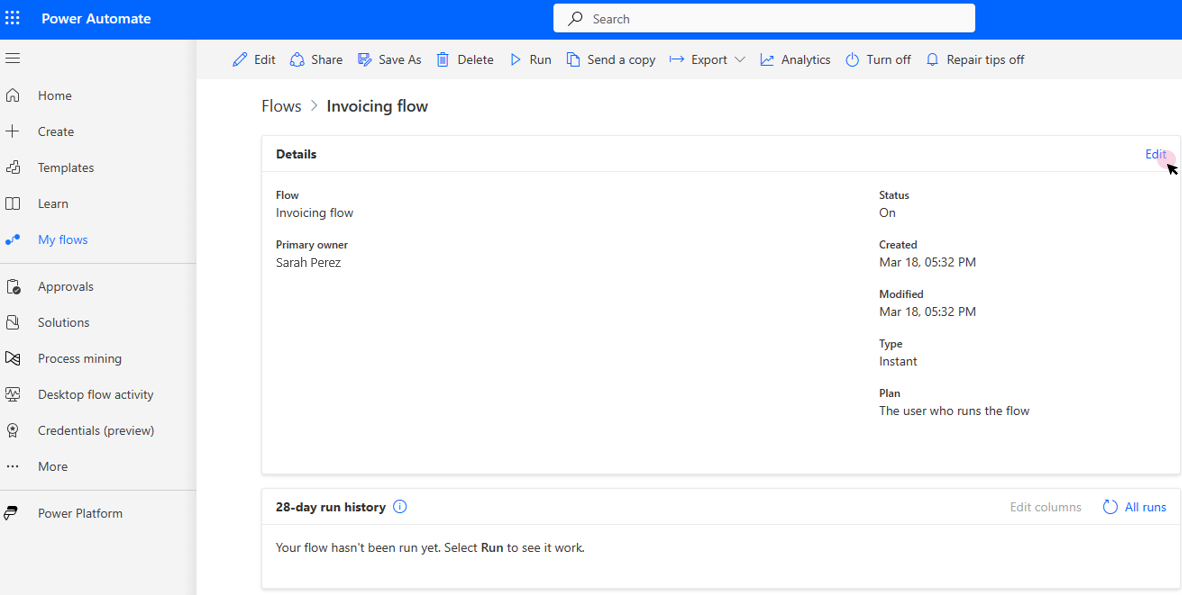 Power Automate
Search
Edit Share Save As Delete Run Send a copy Export Analytics Turn off Repair tips off
Home
Create
Templates
Learn
My flows
Approvals
Solutions
Process mining
Desktop flow activity
Credentials (preview)
More
Power Platform
Flows > Invoicing flow
Details Edit
Flow
Invoicing flow
Primary owner
Sarah Perez
Status
On
Created
Mar 18, 05:32 PM
Modified
Mar 18, 05:32 PM
Type
Instant
Plan
The user who runs the flow
28-day run history Edit columns All runs
Your flow hasn't been run yet. Select Run to see it work.